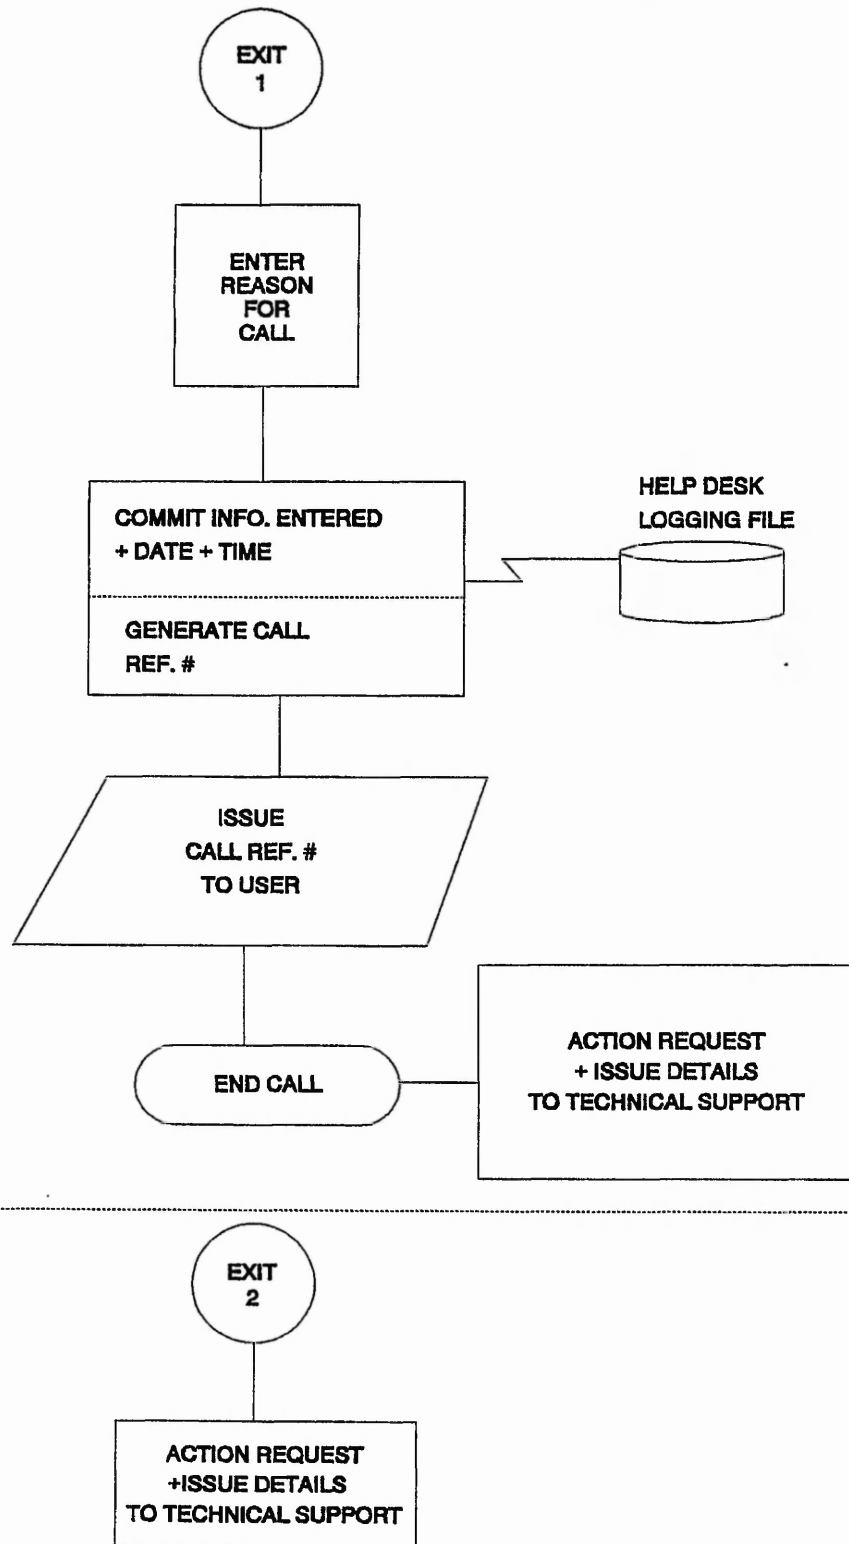 EXIT
1
ENTER
REASON
FOR
CALL
COMMIT INFO. ENTERED
+ DATE + TIME
HELP DESK
LOGGING FILE
GENERATE CALL
REF. #
ISSUE
CALL REF. #
TO USER
END CALL
ACTION REQUEST
+ ISSUE DETAILS
TO TECHNICAL SUPPORT
EXIT
2
ACTION REQUEST
+ISSUE DETAILS
TO TECHNICAL SUPPORT